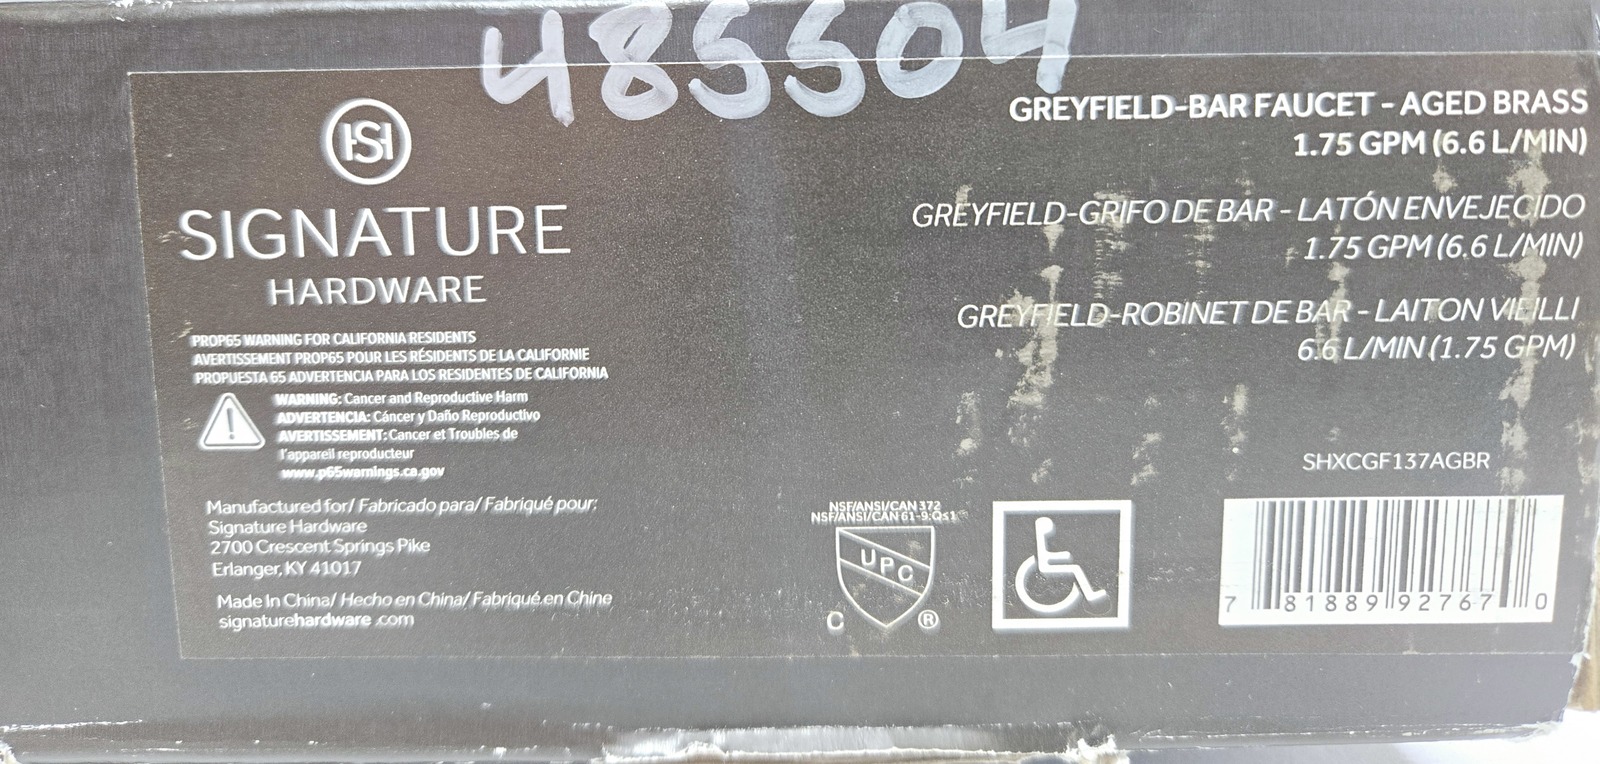 485504
HSH
SIGNATURE
HARDWARE
PROP65 WARNING FOR CALIFORNIA RESIDENTS
AVERTISSEMENT PROP65 POUR LES RÉSIDENTS DE LA CALIFORNIE
PROPUESTA 65 ADVERTENCIA PARA LOS RESIDENTES DE CALIFORNIA
WARNING: Cancer and Reproductive Harm
ADVERTENCIA: Cáncer y Daño Reproductivo
AVERTISSEMENT: Cancer et Troubles de
l'appareil reproducteur
www.p65warnings.ca.gov
Manufactured for/ Fabricado para/ Fabriqué pour:
Signature Hardware
2700 Crescent Springs Pike
Erlanger, KY 41017
Made In China/ Hecho en China/ Fabriqué en Chine
signaturehardware.com
GREYFIELD-BAR FAUCET - AGED BRASS
1.75 GPM (6.6 L/MIN)
GREYFIELD-GRIFO DE BAR - LATÓN ENVEJECIDO
1.75 GPM (6.6 L/MIN)
GREYFIELD-ROBINET DE BAR - LAITON VIEILLI
6.6 L/MIN (1.75 GPM)
NSF/ANSI/CAN 372
NSF/ANSI/CAN 61-9:Q≤1
UPC
C ®
SHXCGF137AGBR
7 81889 92767 0